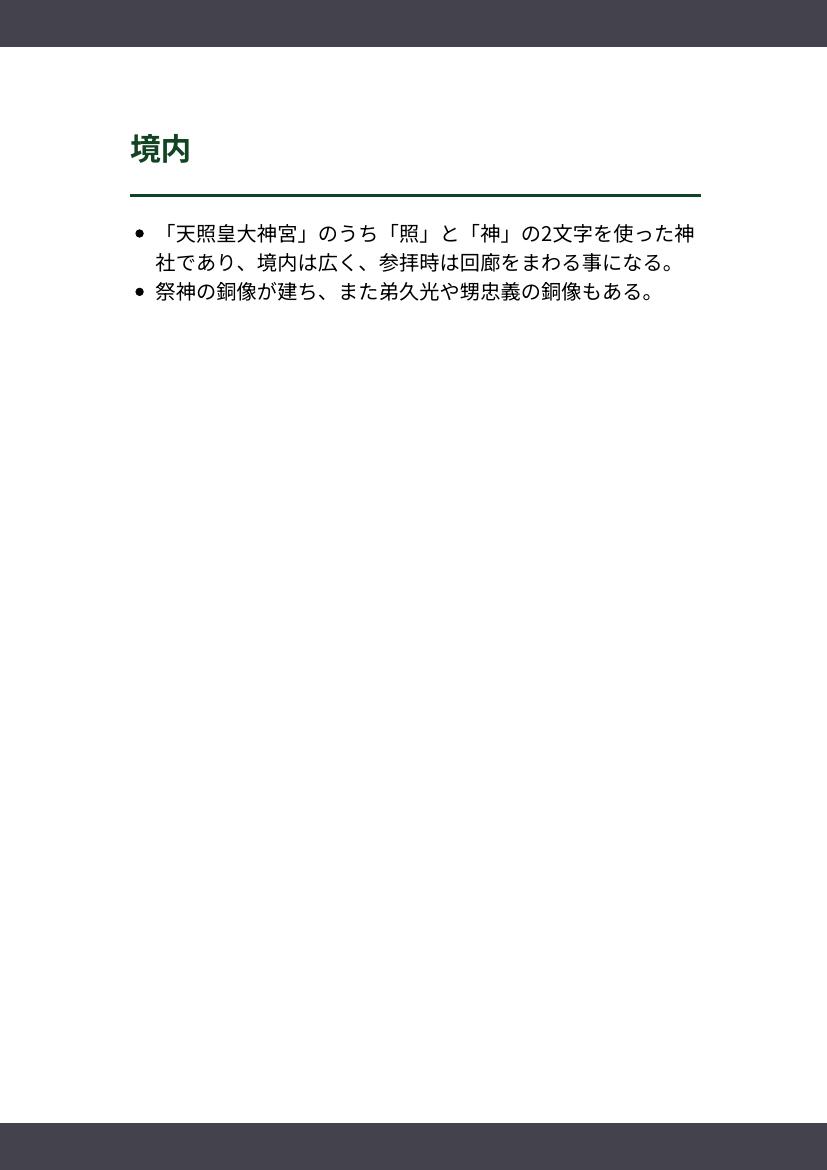 境内
• 「天照皇大神宮」のうち「照」と「神」の2文字を使った神
社であり、境内は広く、参拝時は回廊をまわる事になる。
• 祭神の銅像が建ち、また弟久光や甥忠義の銅像もある。